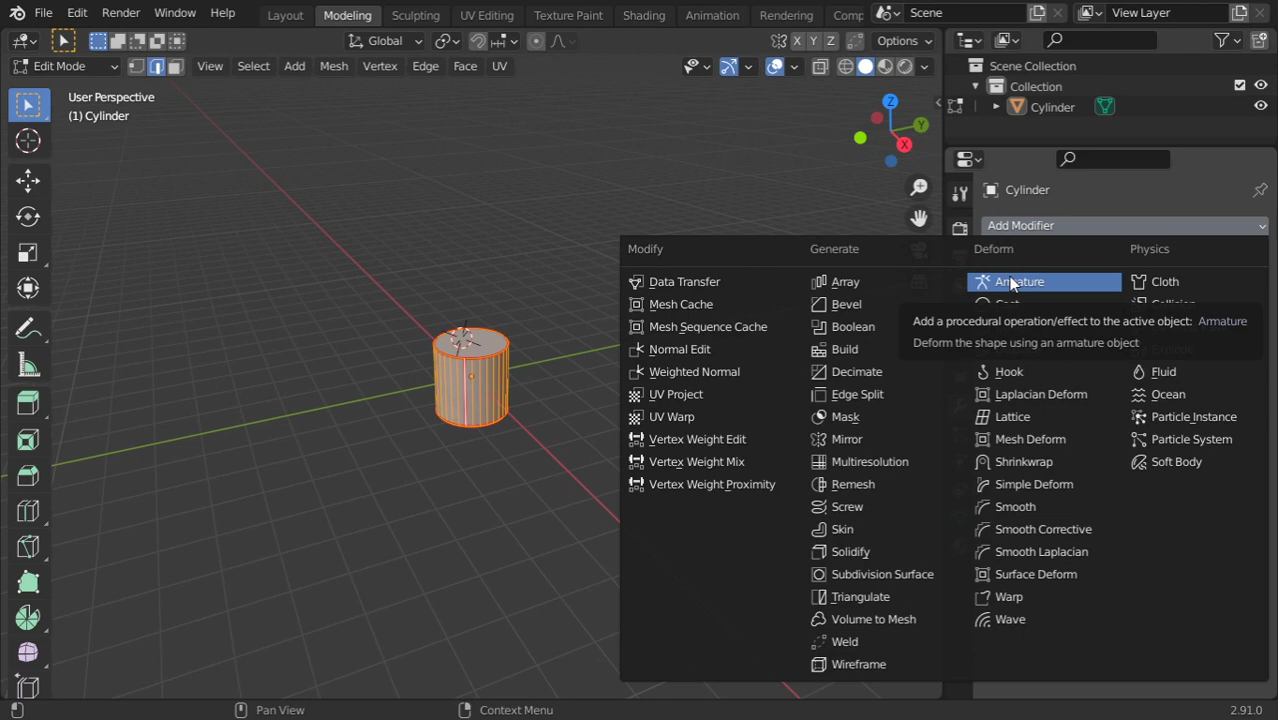 File Edit Render Window Help Layout Modeling Sculpting UV Editing Texture Paint Shading Animation Rendering Comp Scene View Layer
Global X Y Z Options
Edit Mode View Select Add Mesh Vertex Edge Face UV
Scene Collection
Collection
Cylinder
User Perspective
(1) Cylinder
Z
Y
X
Cylinder
Add Modifier
Modify
Data Transfer
Mesh Cache
Mesh Sequence Cache
Normal Edit
Weighted Normal
UV Project
UV Warp
Vertex Weight Edit
Vertex Weight Mix
Vertex Weight Proximity
Generate
Array
Bevel
Boolean
Build
Decimate
Edge Split
Mask
Mirror
Multiresolution
Remesh
Screw
Skin
Solidify
Subdivision Surface
Triangulate
Volume to Mesh
Weld
Wireframe
Deform
Armature
Add a procedural operation/effect to the active object: Armature
Deform the shape using an armature object
Hook
Laplacian Deform
Lattice
Mesh Deform
Shrinkwrap
Simple Deform
Smooth
Smooth Corrective
Smooth Laplacian
Surface Deform
Warp
Wave
Physics
Cloth
Fluid
Ocean
Particle Instance
Particle System
Soft Body
Pan View Context Menu 2.91.0